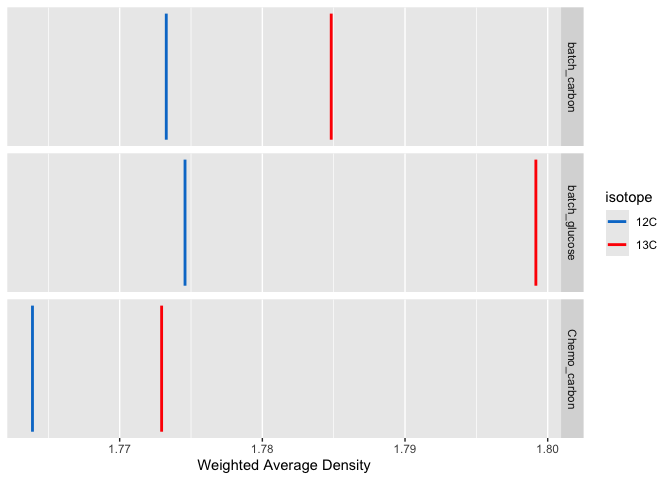 batch_carbon
batch_glucose
Chemo_carbon
isotope
12C
13C
1.77 1.78 1.79 1.80
Weighted Average Density